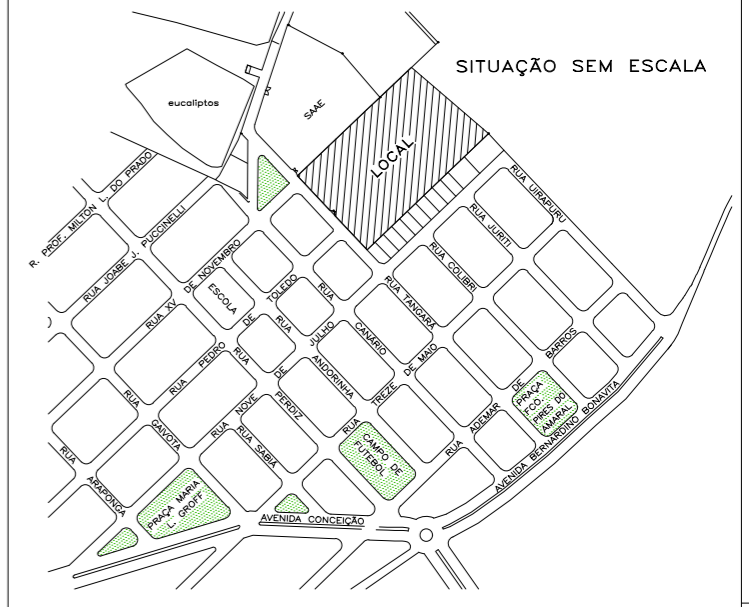 SITUAÇÃO SEM ESCALA
eucaliptos
SAAE
LOCAL
R. PROF. MILTON L. DO PRADO
RUA JOABE J. PUCCINELLI
RUA XV DE NOVEMBRO
ESCOLA
RUA PEDRO DE TOLEDO
RUA NOVE DE JULHO
RUA TREZE DE MAIO
RUA ADEMAR DE BARROS
RUA UIRAPURU
RUA JURITI
RUA COLIBRI
RUA TANGARÁ
RUA CANÁRIO
RUA ANDORINHA
RUA PERDIZ
RUA SABIÁ
RUA GAIVOTA
RUA ARAPONGA
PRAÇA MARIA
L. GROFF
CAMPO DE
FUTEBOL
PRAÇA
FCO.
PIRES DO
AMARAL
AVENIDA BERNARDINO BONAVITA
AVENIDA CONCEIÇÃO